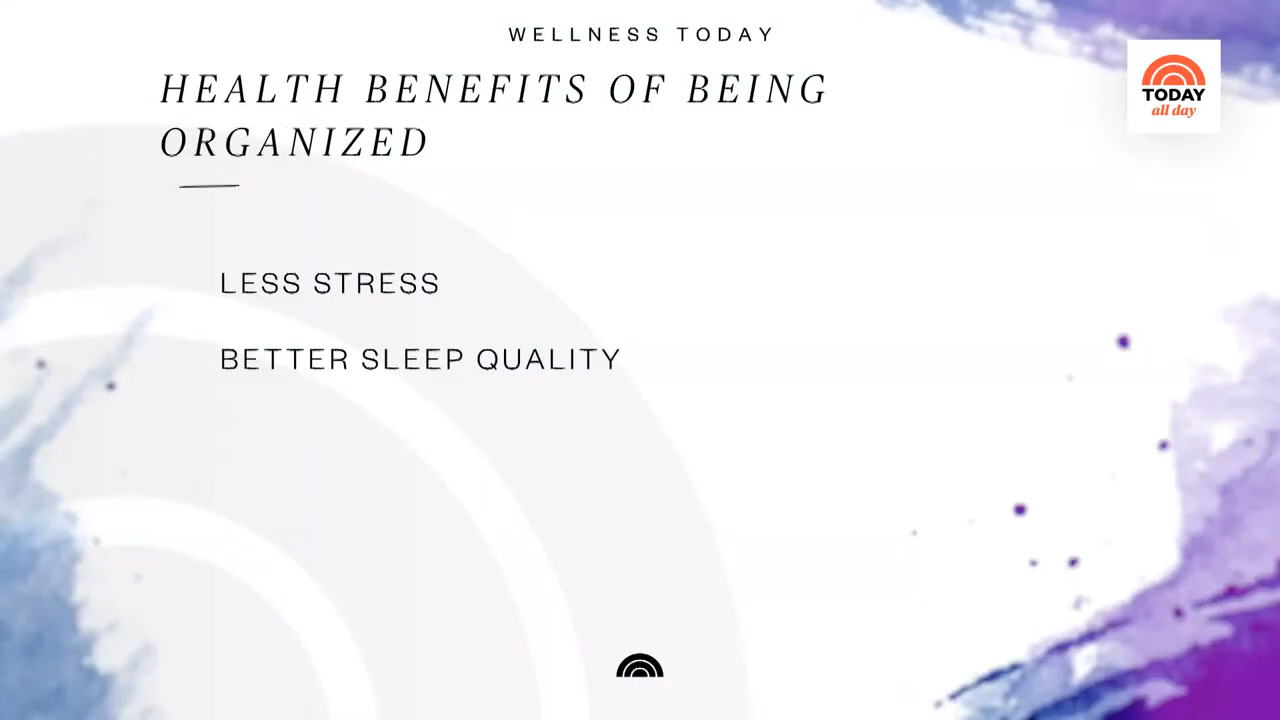 WELLNESS TODAY
HEALTH BENEFITS OF BEING
ORGANIZED
TODAY
all day
LESS STRESS
BETTER SLEEP QUALITY